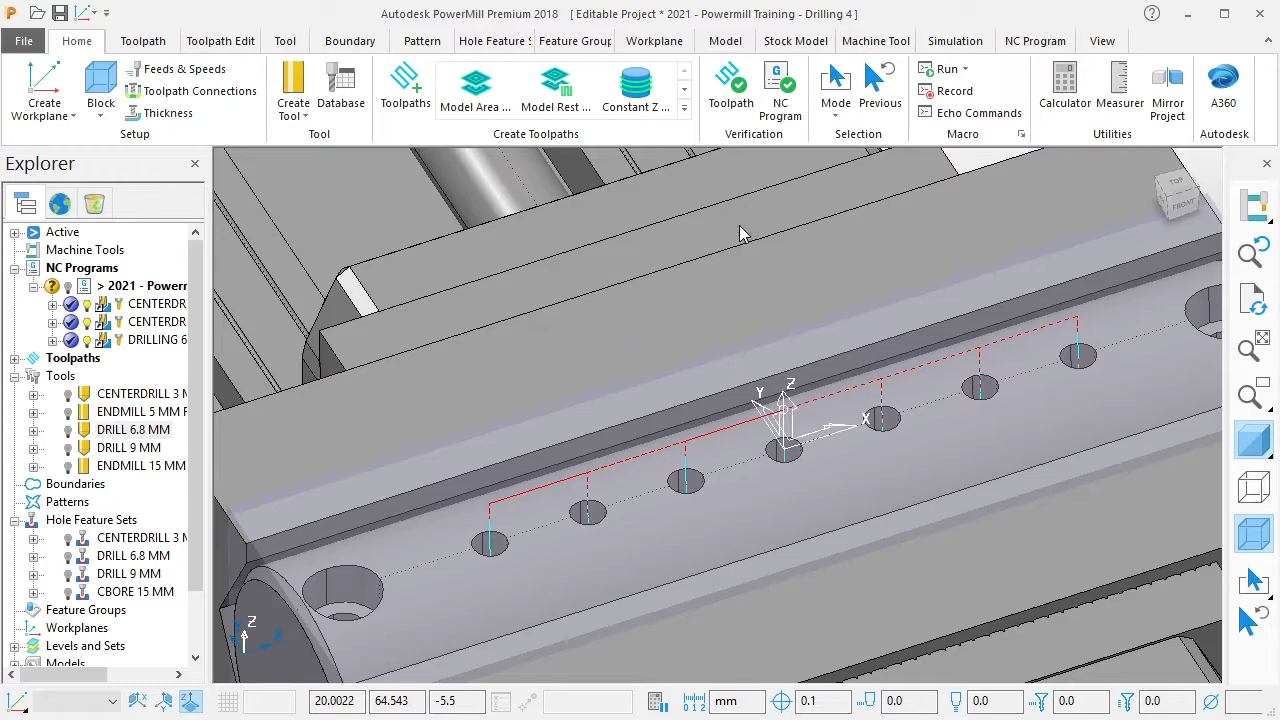 Autodesk PowerMill Premium 2018 [ Editable Project * 2021 - Powermill Training - Drilling 4 ]
File Home Toolpath Toolpath Edit Tool Boundary Pattern Hole Feature S Feature Group Workplane Model Stock Model Machine Tool Simulation NC Program View
Create Workplane Block Feeds & Speeds
Toolpath Connections
Thickness
Setup
Create Tool Database
Tool
Toolpaths Model Area ... Model Rest ... Constant Z ...
Create Toolpaths
Toolpath NC Program
Verification
Mode Previous
Selection
Run
Record
Echo Commands
Macro
Calculator Measurer Mirror Project
Utilities
A360
Autodesk
Explorer
Active
Machine Tools
NC Programs
> 2021 - Powern
CENTERDR
CENTERDR
DRILLING 6
Toolpaths
Tools
CENTERDRILL 3 M
ENDMILL 5 MM F
DRILL 6.8 MM
DRILL 9 MM
ENDMILL 15 MM
Boundaries
Patterns
Hole Feature Sets
CENTERDRILL 3 M
DRILL 6.8 MM
DRILL 9 MM
CBORE 15 MM
Feature Groups
Workplanes
Levels and Sets
Models
TOP
FRONT
Y Z
X
Z
20.0022 64.543 -5.5 mm 0.1 0.0 0.0 0.0 0.0